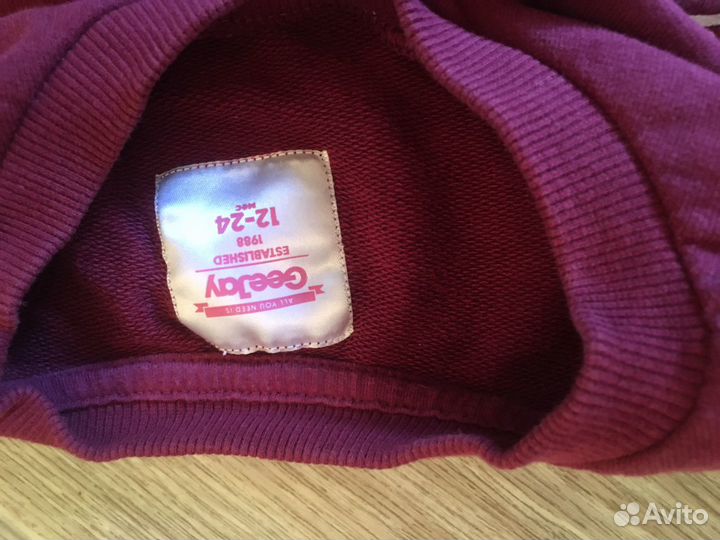 ALL YOU NEED IS
GeeJay
ESTABLISHED
1988
12-24
мес
Avito